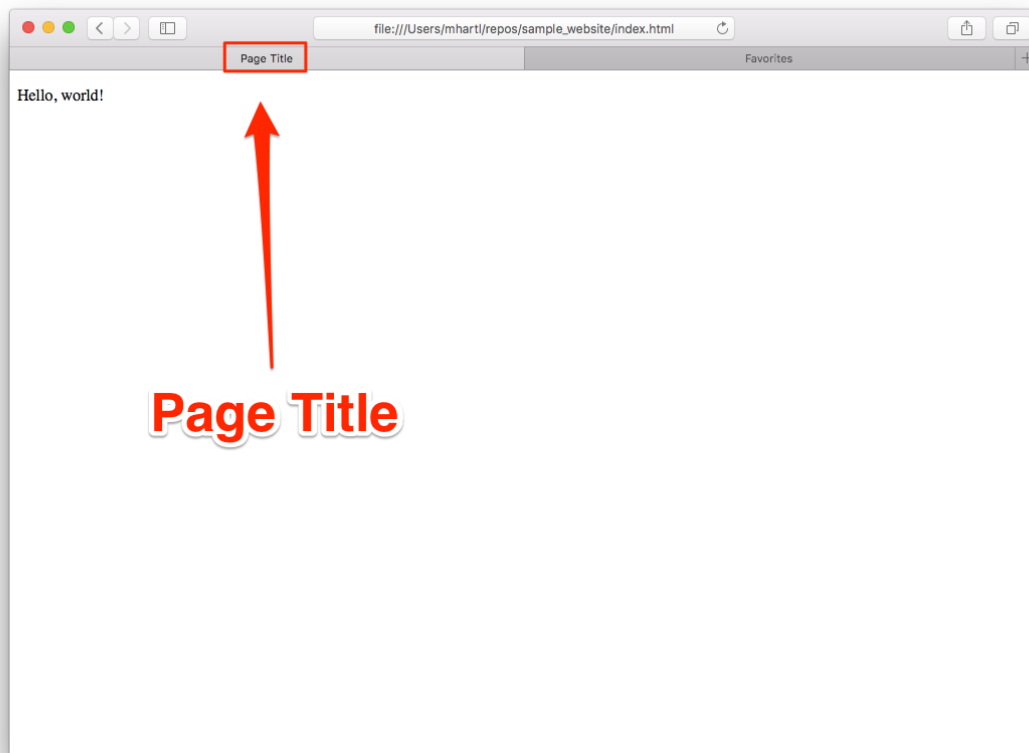 file:///Users/mhartl/repos/sample_website/index.html
Page Title
Favorites
Hello, world!
Page Title